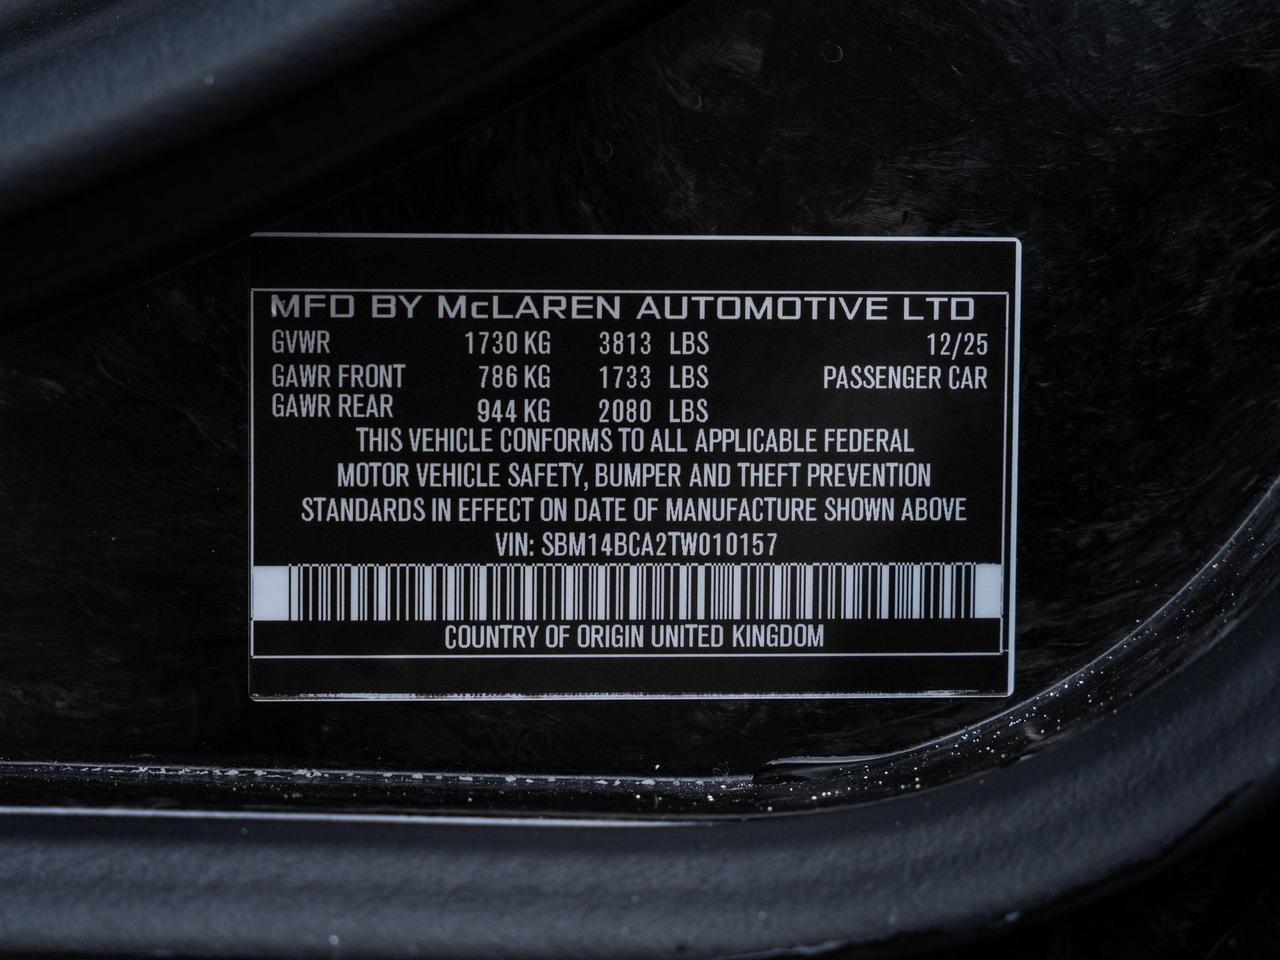 MFD BY McLAREN AUTOMOTIVE LTD
GVWR 1730 KG 3813 LBS 12/25
GAWR FRONT 786 KG 1733 LBS PASSENGER CAR
GAWR REAR 944 KG 2080 LBS
THIS VEHICLE CONFORMS TO ALL APPLICABLE FEDERAL
MOTOR VEHICLE SAFETY, BUMPER AND THEFT PREVENTION
STANDARDS IN EFFECT ON DATE OF MANUFACTURE SHOWN ABOVE
VIN: SBM14BCA2TW010157
COUNTRY OF ORIGIN UNITED KINGDOM